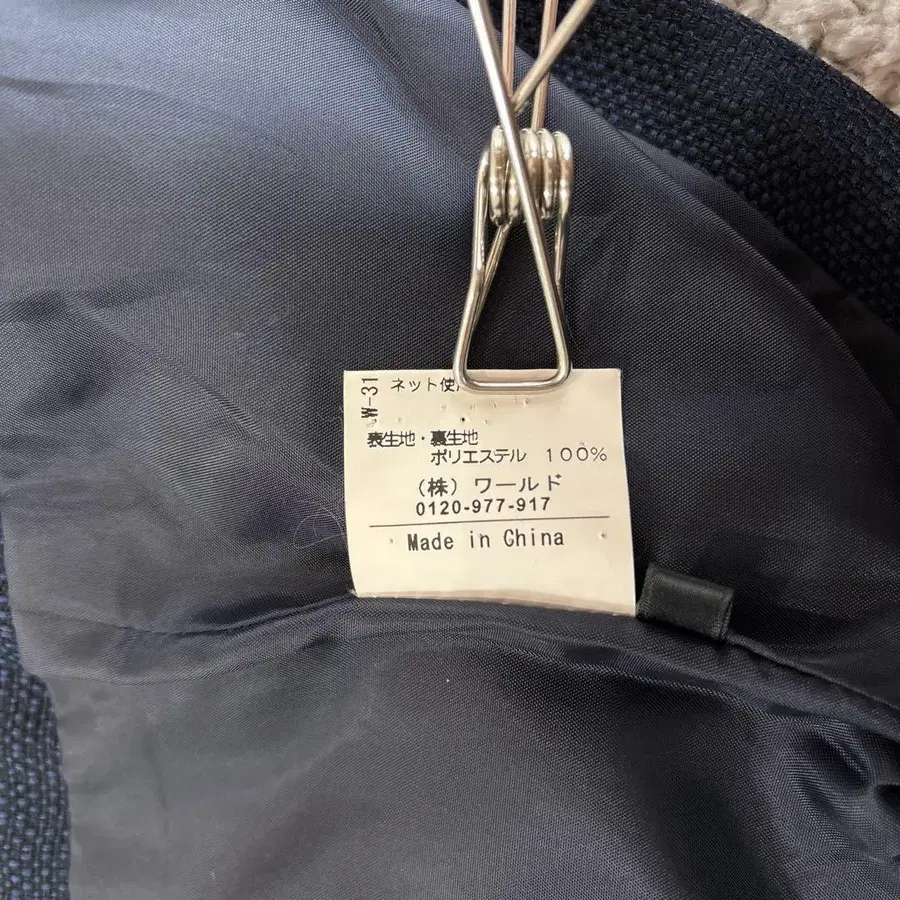 W-31
ネット使
表生地・裏生地
ポリエステル 100%
(株) ワールド
0120-977-917
Made in China